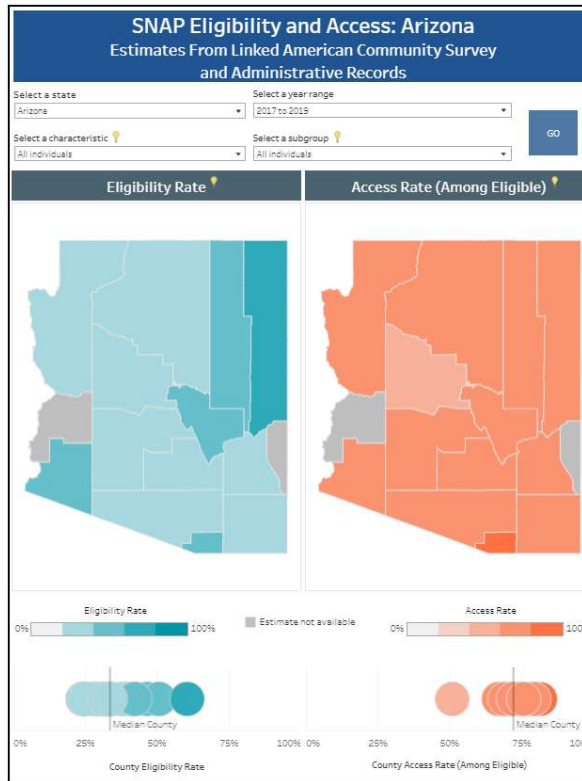 SNAP Eligibility and Access: Arizona
Estimates From Linked American Community Survey
and Administrative Records
Select a state
Select a year range
Arizona
2017 to 2019
GO
Select a characteristic
Select a subgroup
All individuals
All individuals
Eligibility Rate
Access Rate (Among Eligible)
Eligibility Rate
Access Rate
0%
100%
Estimate not available
0%
100
Median County
Median County
0%
25%
50%
75%
100%
0%
25%
50%
75%
100
County Eligibility Rate
County Access Rate (Among Eligible)